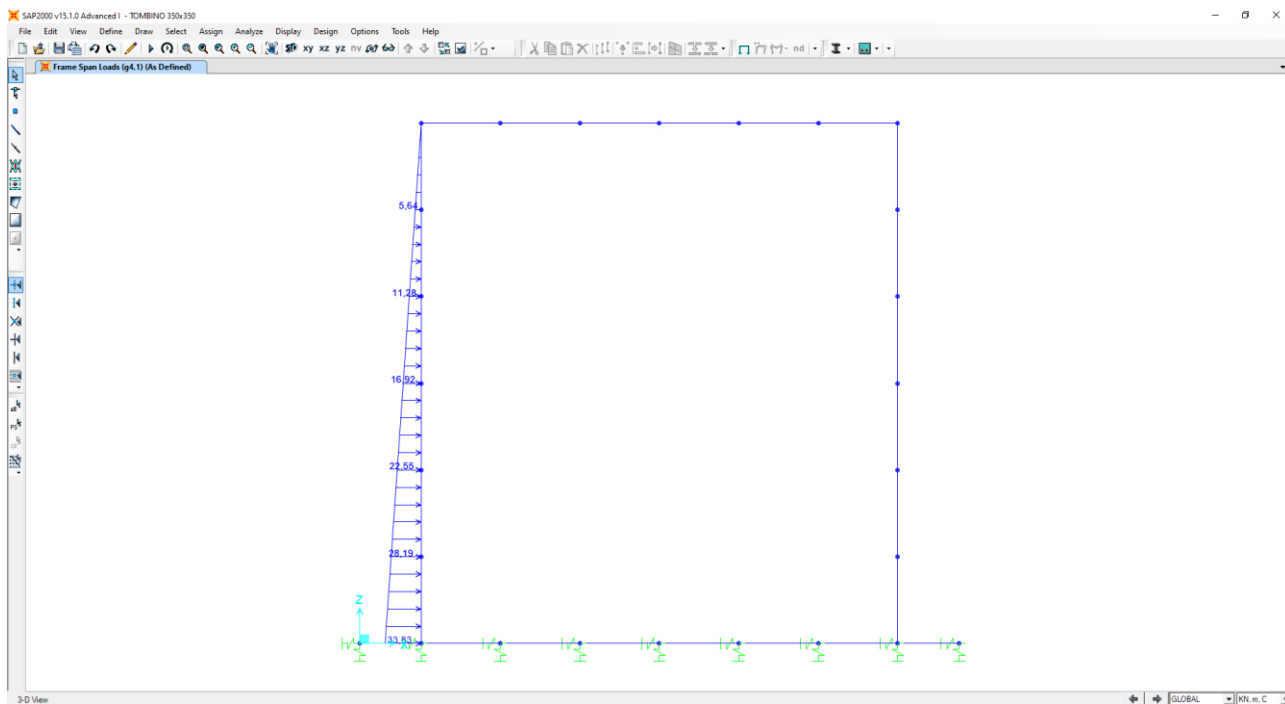 SAP2000 v15.1.0 Advanced I - TOMBINO 350x350
File Edit View Define Draw Select Assign Analyze Display Design Options Tools Help
xy xz yz nv nd
Frame Span Loads (g4,1) (As Defined)
5,64
11,28
16,92
22,55
28,19
Z
33,83
3-D View
GLOBAL
KN, m, C